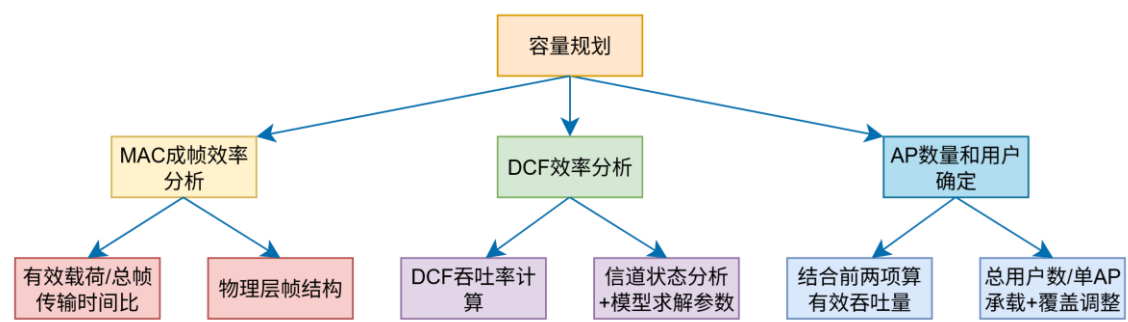 容量规划
MAC成帧效率
分析
DCF效率分析
AP数量和用户
确定
有效载荷/总帧
传输时间比
物理层帧结构
DCF吞吐率计
算
信道状态分析
+模型求解参数
结合前两项算
有效吞吐量
总用户数/单AP
承载+覆盖调整